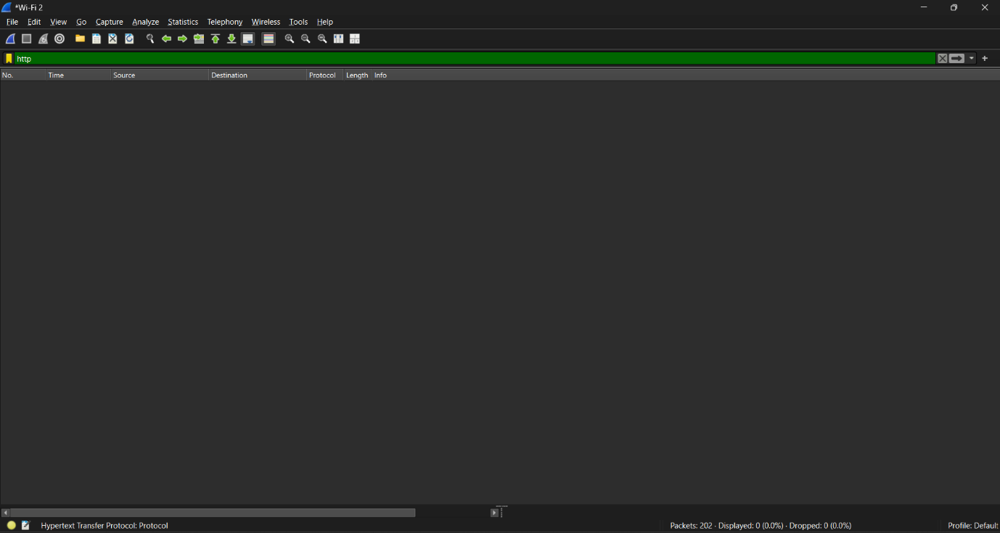 *Wi-Fi 2
File Edit View Go Capture Analyze Statistics Telephony Wireless Tools Help
http
No. Time Source Destination Protocol Length Info
Hypertext Transfer Protocol: Protocol Packets: 202 · Displayed: 0 (0.0%) · Dropped: 0 (0.0%) Profile: Default